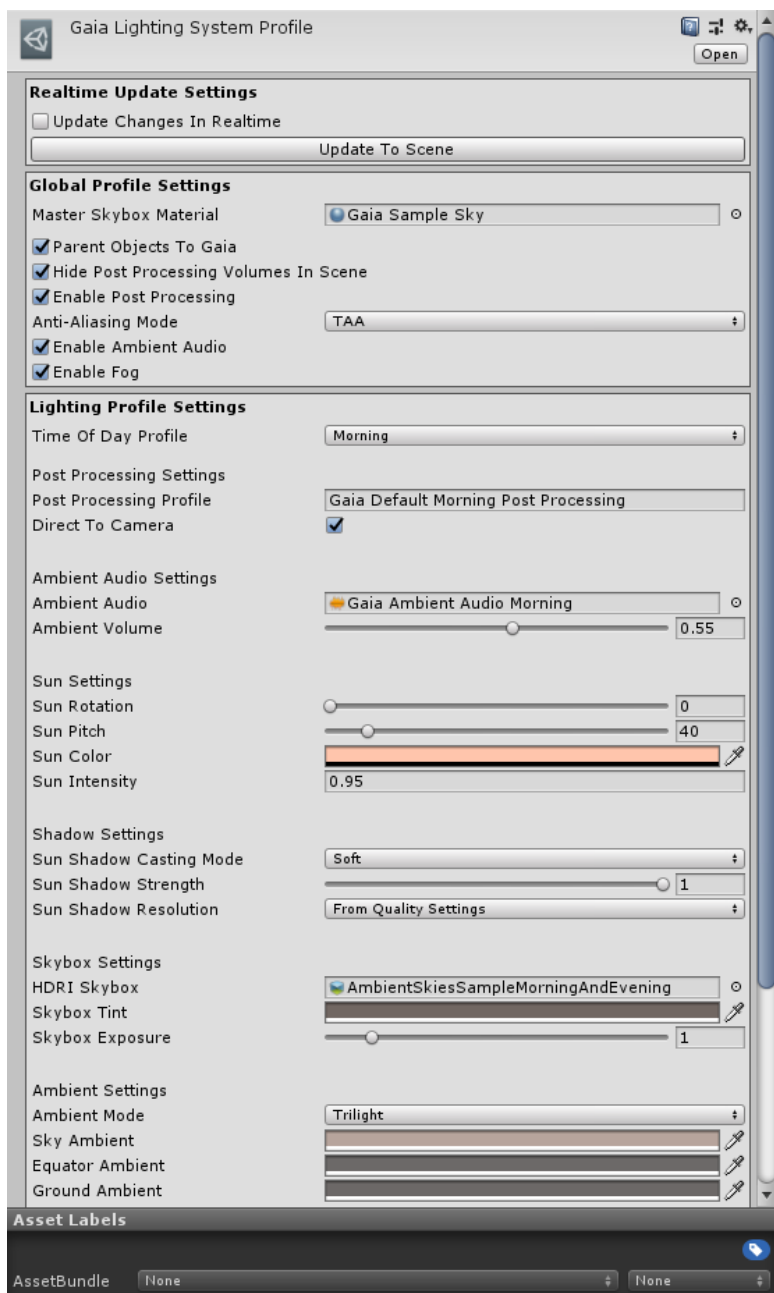 Gaia Lighting System Profile
Open
Realtime Update Settings
Update Changes In Realtime
Update To Scene
Global Profile Settings
Master Skybox Material Gaia Sample Sky
Parent Objects To Gaia
Hide Post Processing Volumes In Scene
Enable Post Processing
Anti-Aliasing Mode TAA
Enable Ambient Audio
Enable Fog
Lighting Profile Settings
Time Of Day Profile Morning
Post Processing Settings
Post Processing Profile Gaia Default Morning Post Processing
Direct To Camera
Ambient Audio Settings
Ambient Audio Gaia Ambient Audio Morning
Ambient Volume 0.55
Sun Settings
Sun Rotation 0
Sun Pitch 40
Sun Color
Sun Intensity 0.95
Shadow Settings
Sun Shadow Casting Mode Soft
Sun Shadow Strength 1
Sun Shadow Resolution From Quality Settings
Skybox Settings
HDRI Skybox AmbientSkiesSampleMorningAndEvening
Skybox Tint
Skybox Exposure 1
Ambient Settings
Ambient Mode Trilight
Sky Ambient
Equator Ambient
Ground Ambient
Asset Labels
AssetBundle None None